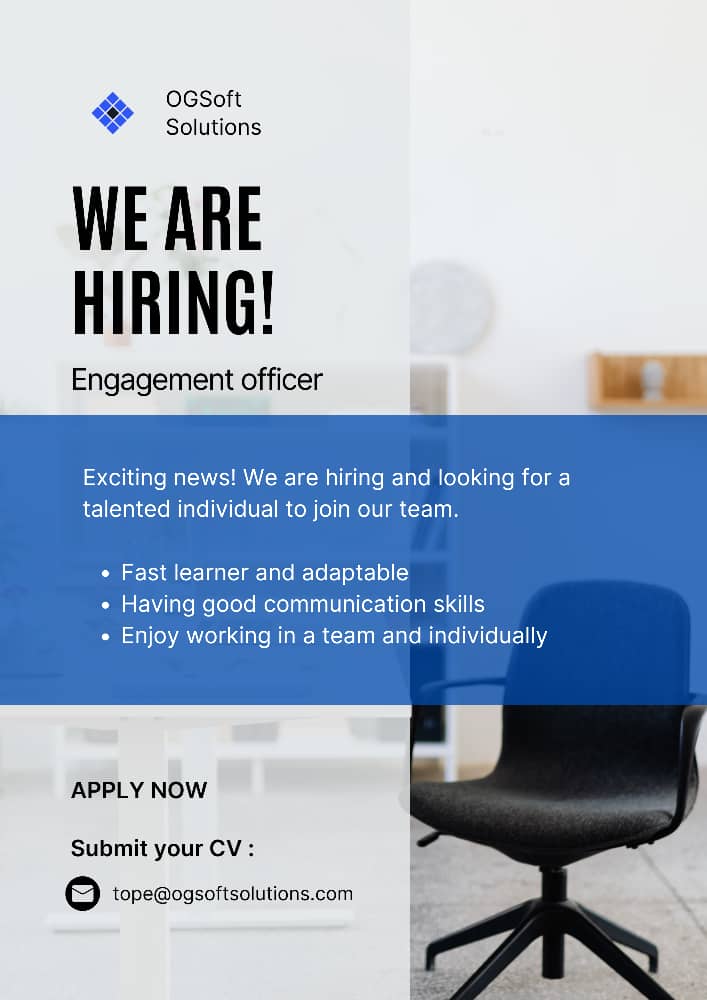 OGSoft
Solutions
WE ARE
HIRING!
Engagement officer
Exciting news! We are hiring and looking for a
talented individual to join our team.
• Fast learner and adaptable
• Having good communication skills
• Enjoy working in a team and individually
APPLY NOW
Submit your CV :
tope@ogsoftsolutions.com